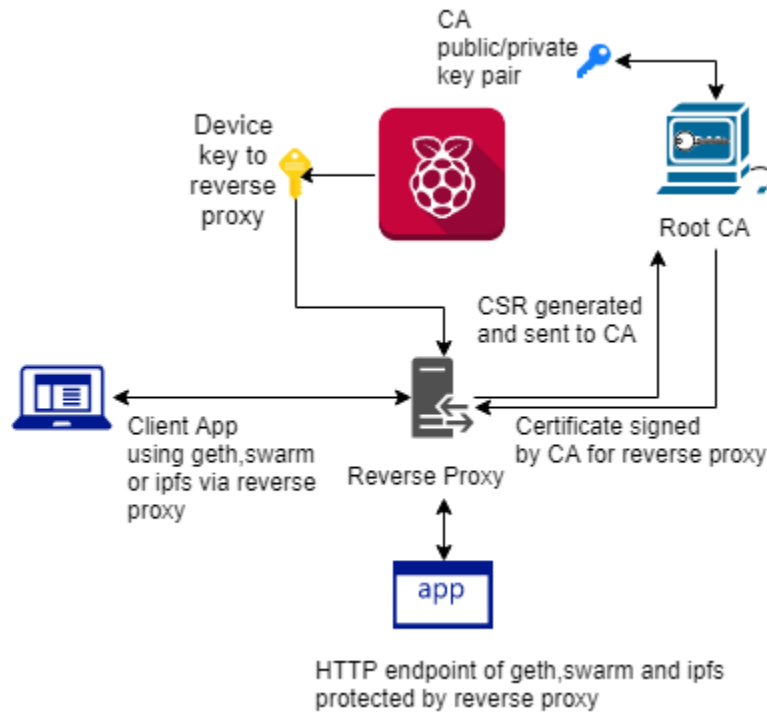 CA
public/private
key pair
Device
key to
reverse
proxy
Root CA
CSR generated
and sent to CA
Client App
using geth,swarm
or ipfs via reverse
proxy
Certificate signed
by CA for reverse proxy
Reverse Proxy
app
HTTP endpoint of geth,swarm and ipfs
protected by reverse proxy